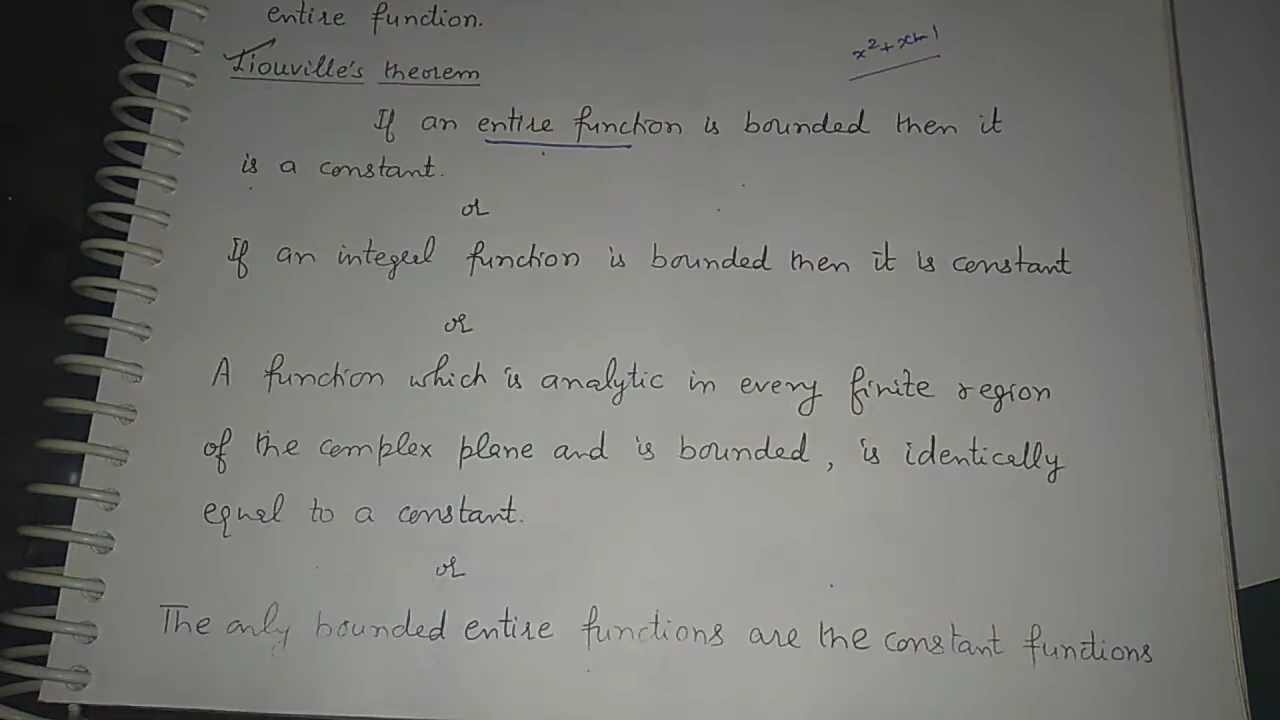 entire function.
x²+x+1
Liouville's theorem
If an entire function is bounded then it
is a constant.
or
If an integral function is bounded then it is constant
or
A function which is analytic in every finite region
of the complex plane and is bounded, is identically
equal to a constant.
or
The only bounded entire functions are the constant functions